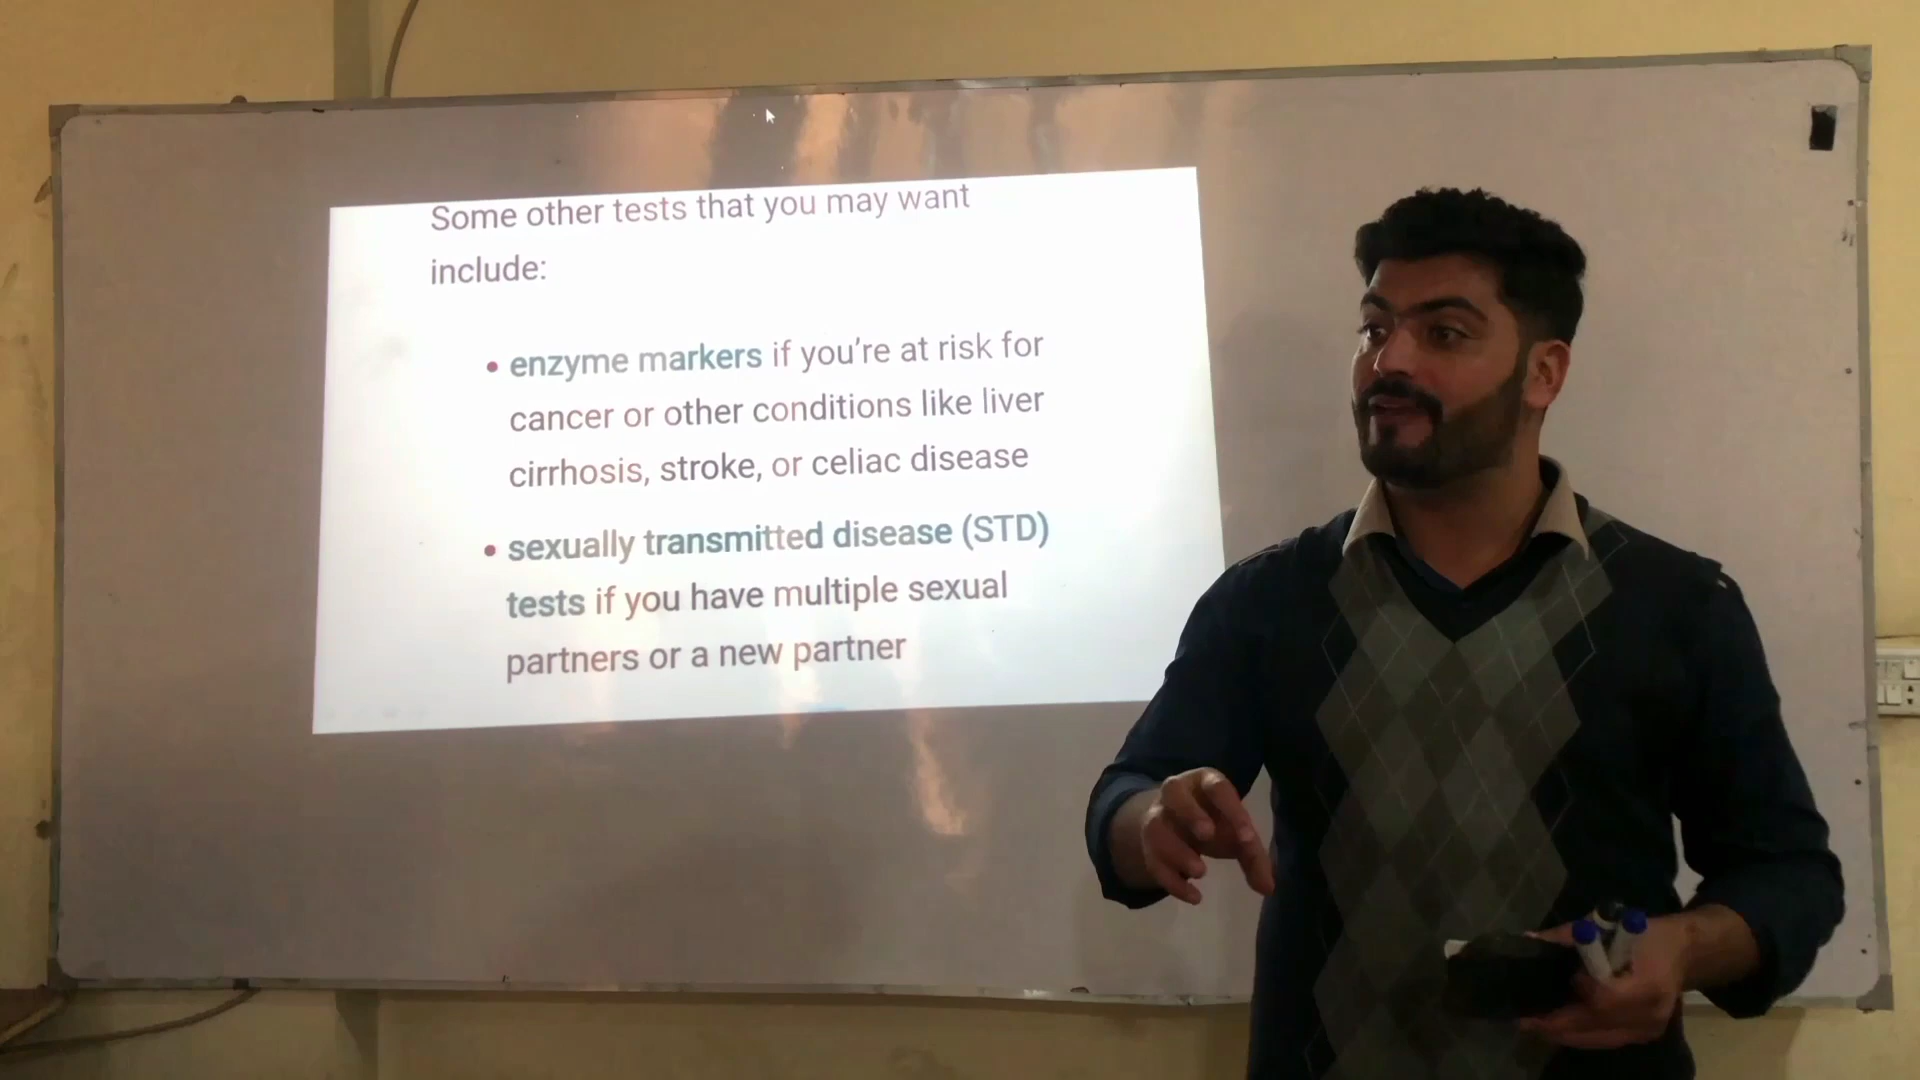 Some other tests that you may want
include:
• enzyme markers if you're at risk for
cancer or other conditions like liver
cirrhosis, stroke, or celiac disease
• sexually transmitted disease (STD)
tests if you have multiple sexual
partners or a new partner